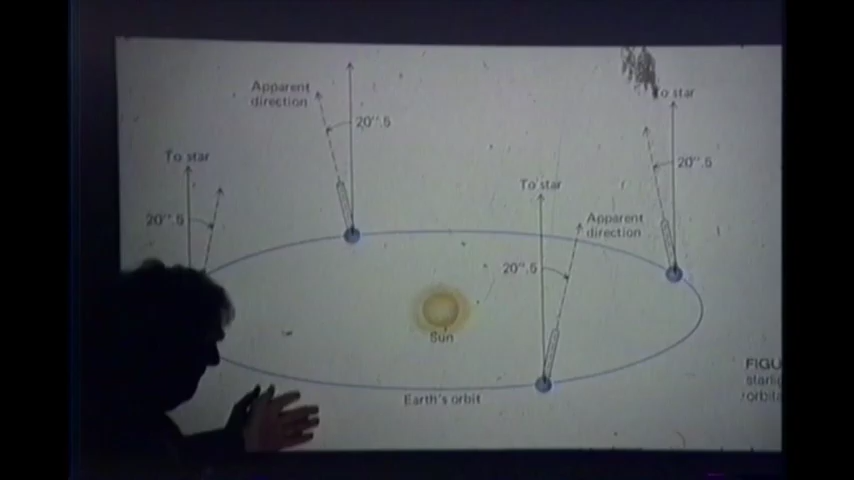 Apparent
direction
20".5
To star
20".5
To star
20".5
To star
20".5
Apparent
direction
20".5
Sun
Earth's orbit
FIGU
starlig
orbita